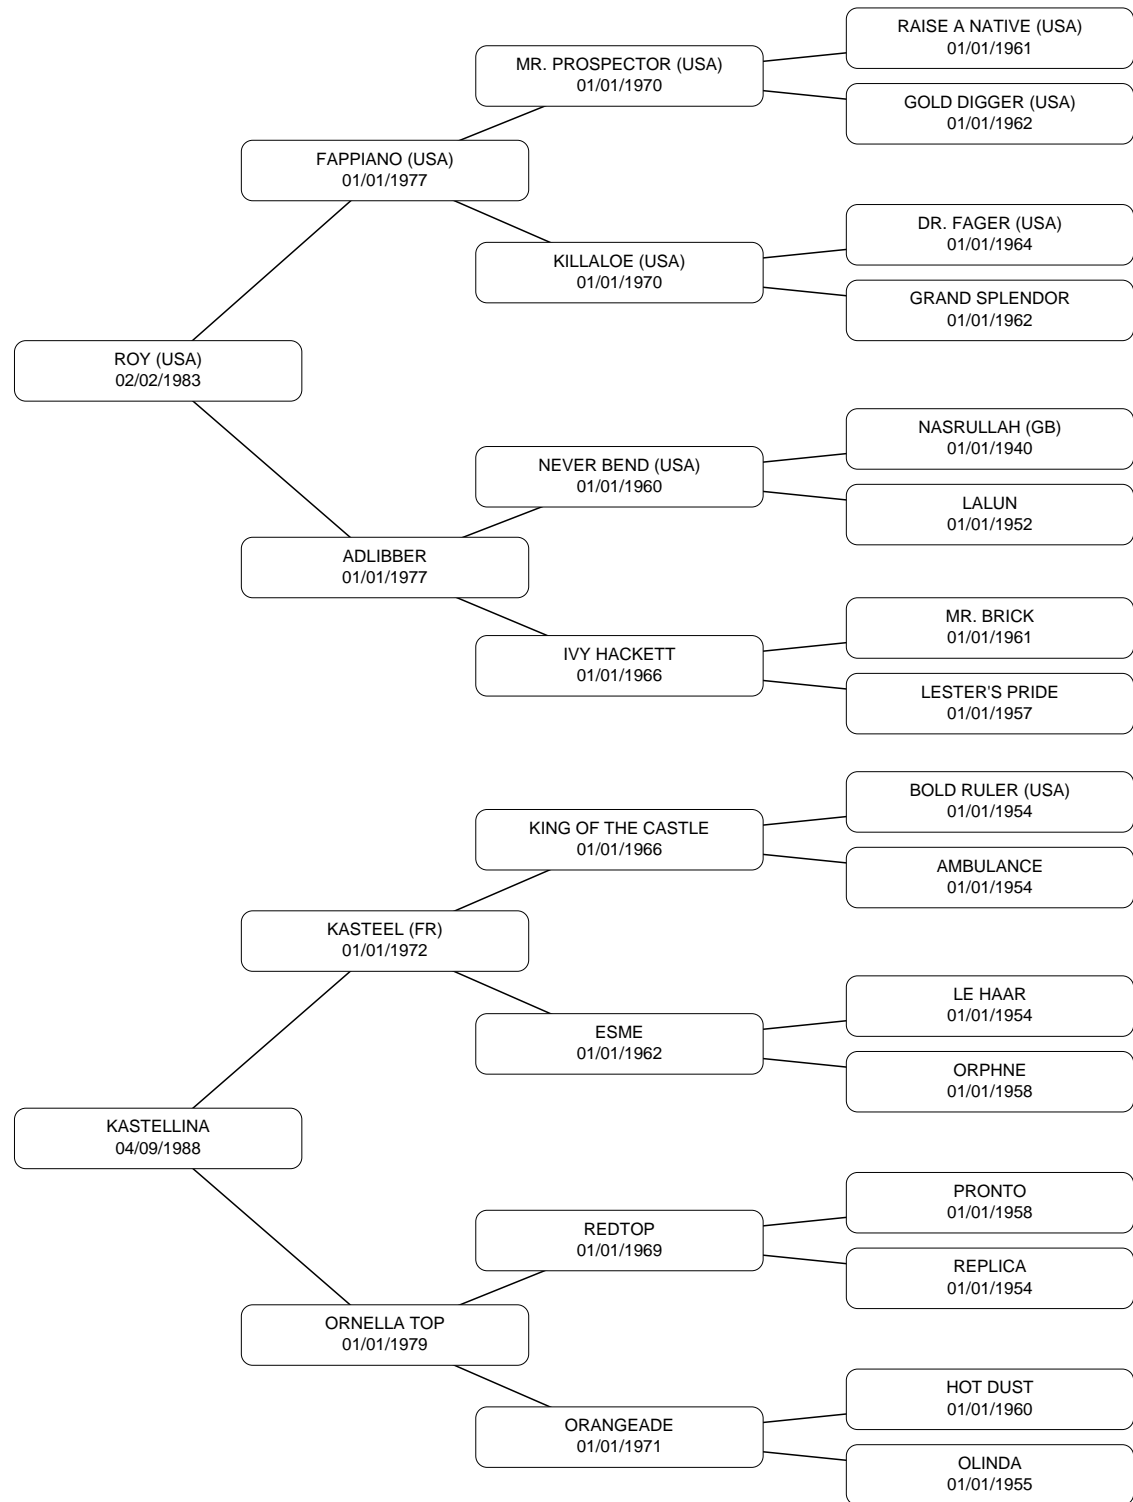 RAISE A NATIVE (USA)
01/01/1961
MR. PROSPECTOR (USA)
01/01/1970
GOLD DIGGER (USA)
01/01/1962
FAPPIANO (USA)
01/01/1977
DR. FAGER (USA)
01/01/1964
KILLALOE (USA)
01/01/1970
GRAND SPLENDOR
01/01/1962
ROY (USA)
02/02/1983
NASRULLAH (GB)
01/01/1940
NEVER BEND (USA)
01/01/1960
LALUN
01/01/1952
ADLIBBER
01/01/1977
MR. BRICK
01/01/1961
IVY HACKETT
01/01/1966
LESTER'S PRIDE
01/01/1957
BOLD RULER (USA)
01/01/1954
KING OF THE CASTLE
01/01/1966
AMBULANCE
01/01/1954
KASTEEL (FR)
01/01/1972
LE HAAR
01/01/1954
ESME
01/01/1962
ORPHNE
01/01/1958
KASTELLINA
04/09/1988
PRONTO
01/01/1958
REDTOP
01/01/1969
REPLICA
01/01/1954
ORNELLA TOP
01/01/1979
HOT DUST
01/01/1960
ORANGEADE
01/01/1971
OLINDA
01/01/1955